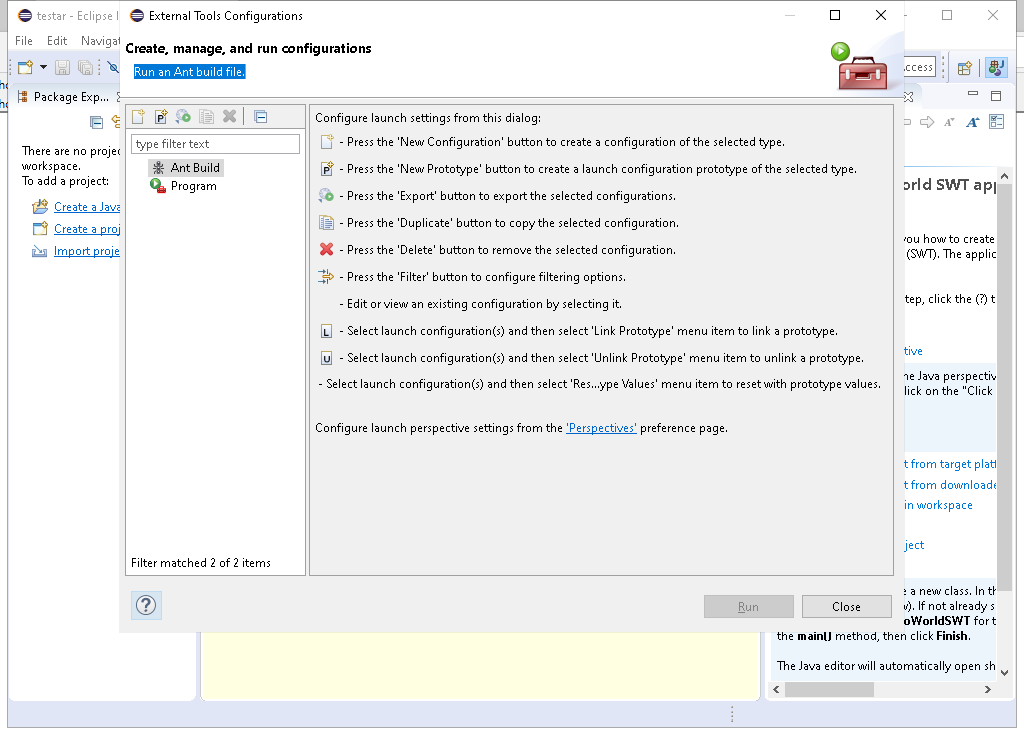 testar - Eclipse I
External Tools Configurations
File Edit Navigat
Create, manage, and run configurations
Run an Ant build file.
ccess
Package Exp...
There are no projec
workspace.
To add a project:
Create a Java
Create a proj
Import proje
type filter text
Ant Build
Program
Filter matched 2 of 2 items
Configure launch settings from this dialog:
- Press the 'New Configuration' button to create a configuration of the selected type.
- Press the 'New Prototype' button to create a launch configuration prototype of the selected type.
- Press the 'Export' button to export the selected configurations.
- Press the 'Duplicate' button to copy the selected configuration.
- Press the 'Delete' button to remove the selected configuration.
- Press the 'Filter' button to configure filtering options.
- Edit or view an existing configuration by selecting it.
L - Select launch configuration(s) and then select 'Link Prototype' menu item to link a prototype.
U - Select launch configuration(s) and then select 'Unlink Prototype' menu item to unlink a prototype.
- Select launch configuration(s) and then select 'Res...ype Values' menu item to reset with prototype values.
Configure launch perspective settings from the 'Perspectives' preference page.
Run
Close
orld SWT app
you how to create
(SWT). The applic
tep, click the (?) t
tive
he Java perspectiv
lick on the "Click
t from target platf
t from downloade
in workspace
ject
e a new class. In th
v). If not already s
oWorldSWT for t
the main() method, then click Finish.
The Java editor will automatically open sh